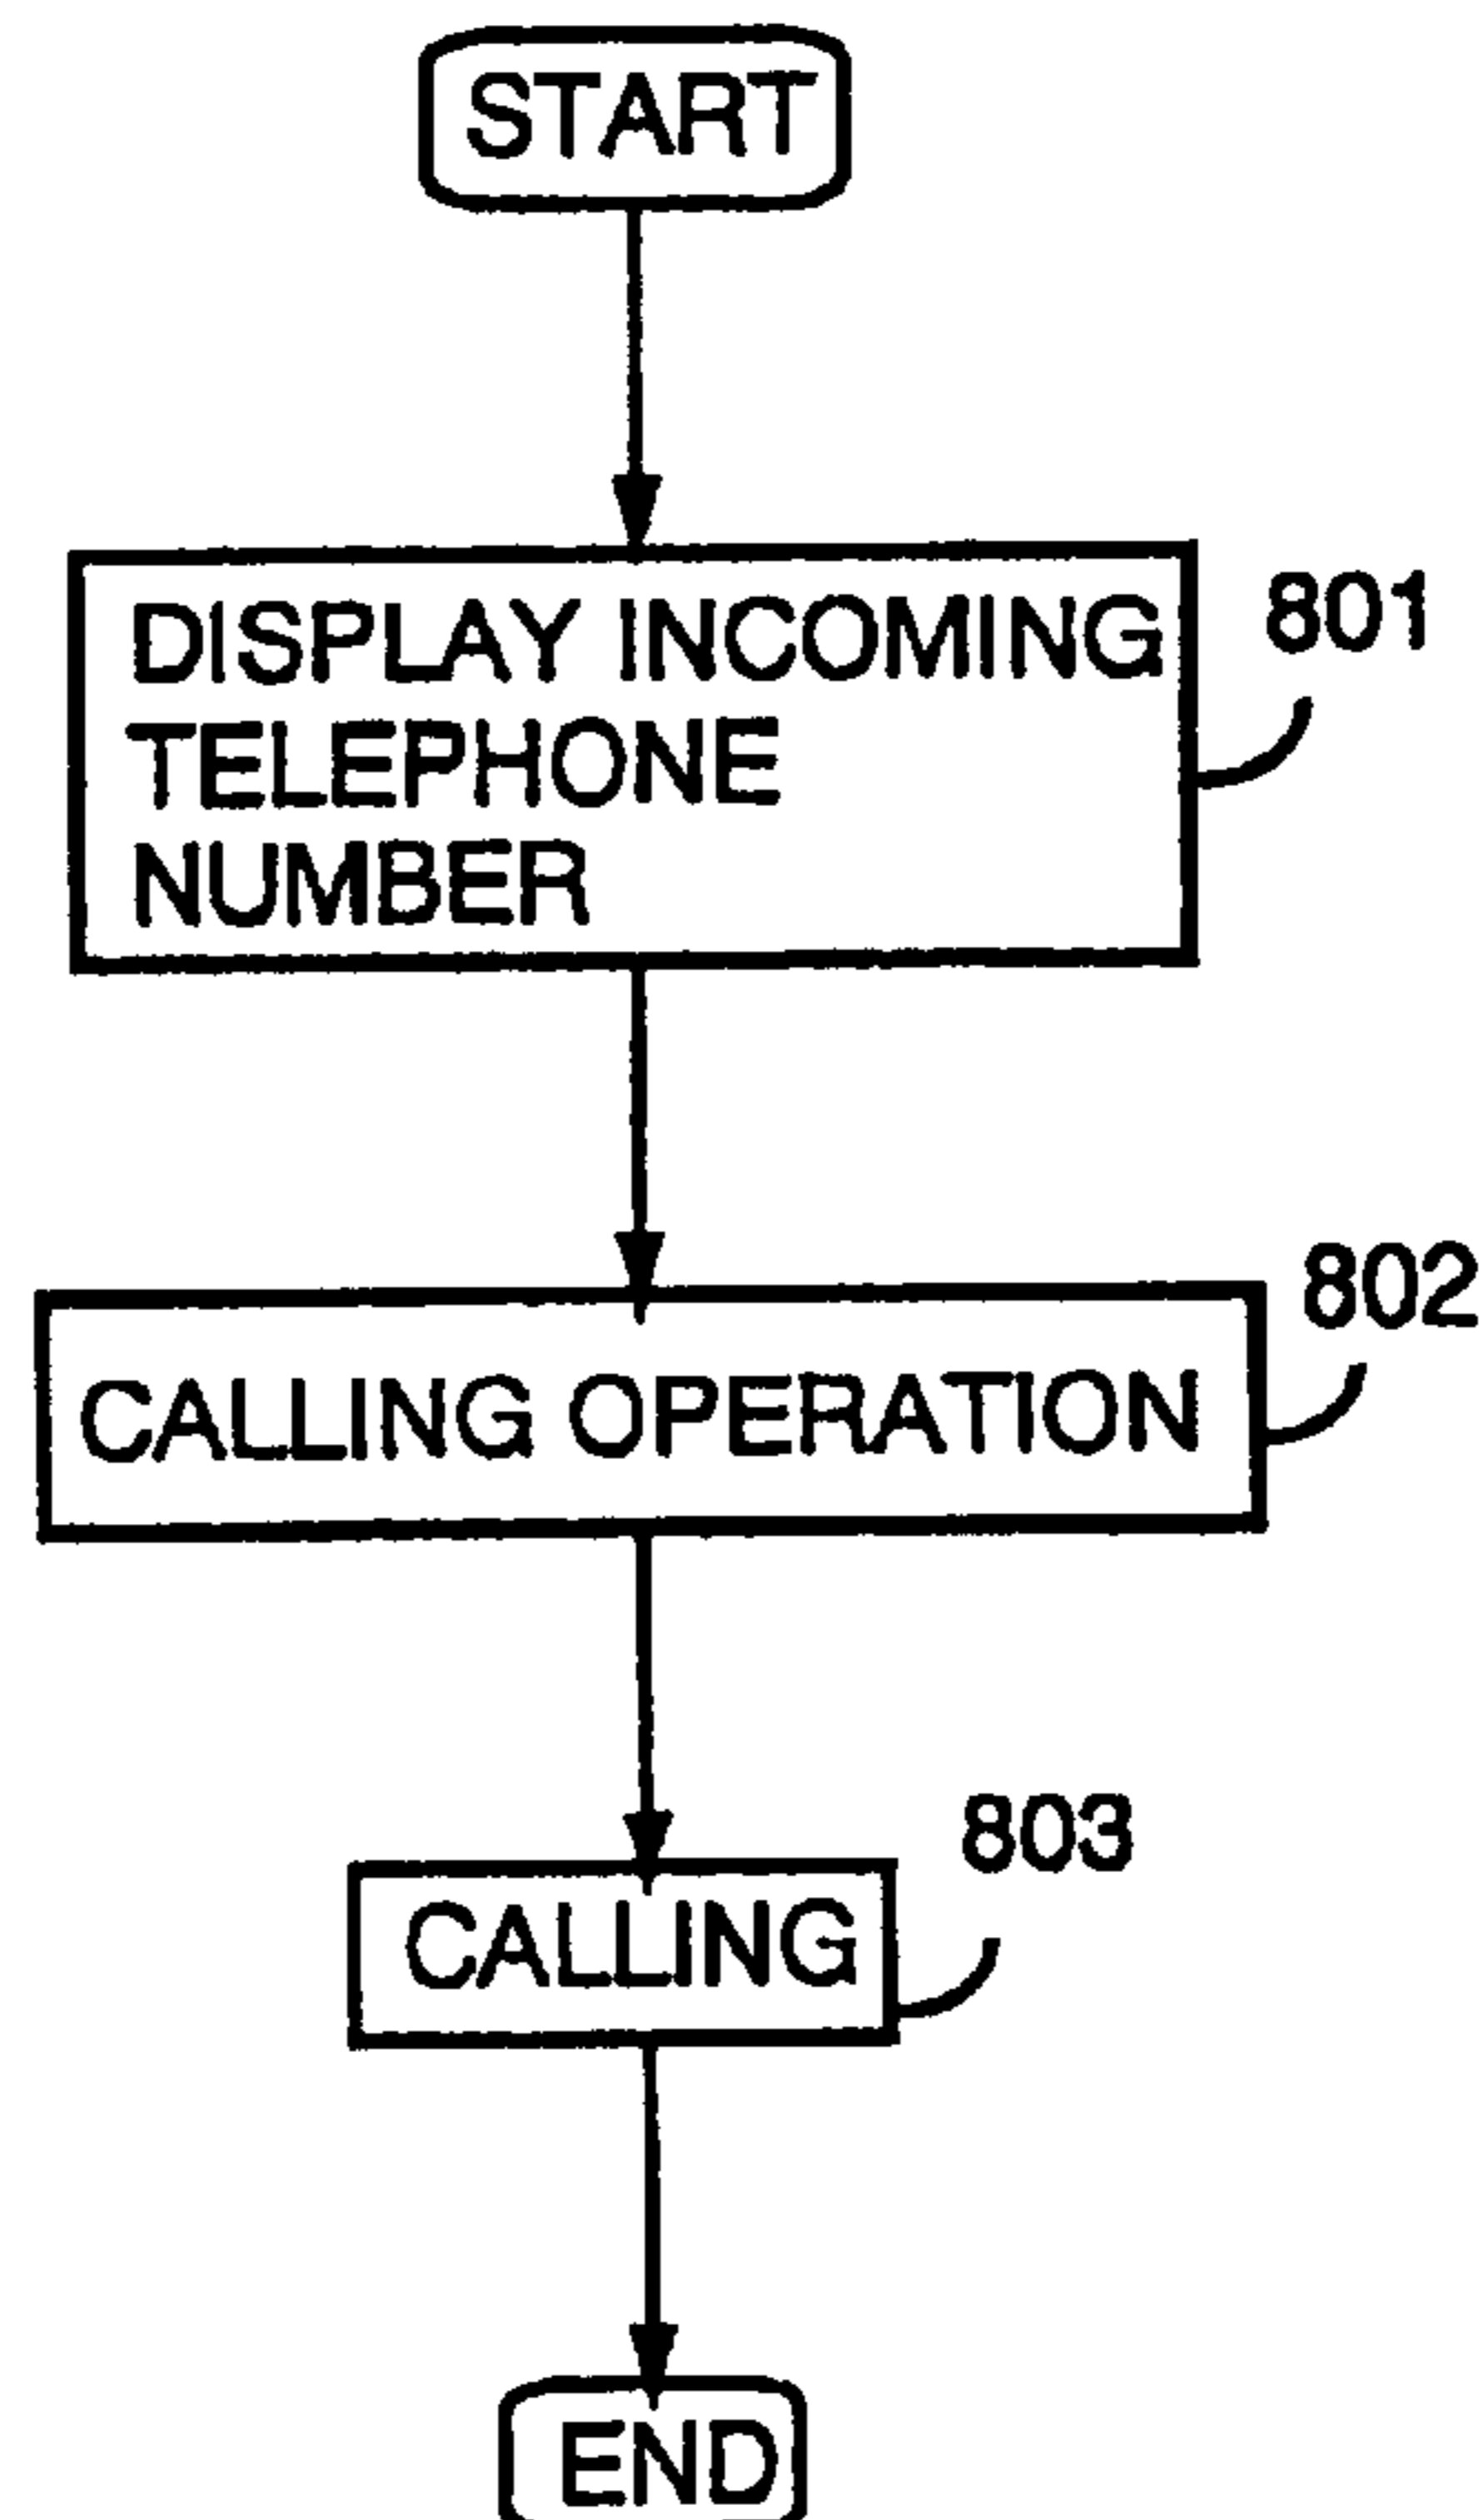 START
DISPLAY INCOMING
TELEPHONE
NUMBER
801
CALLING OPERATION
802
CALLING
803
END